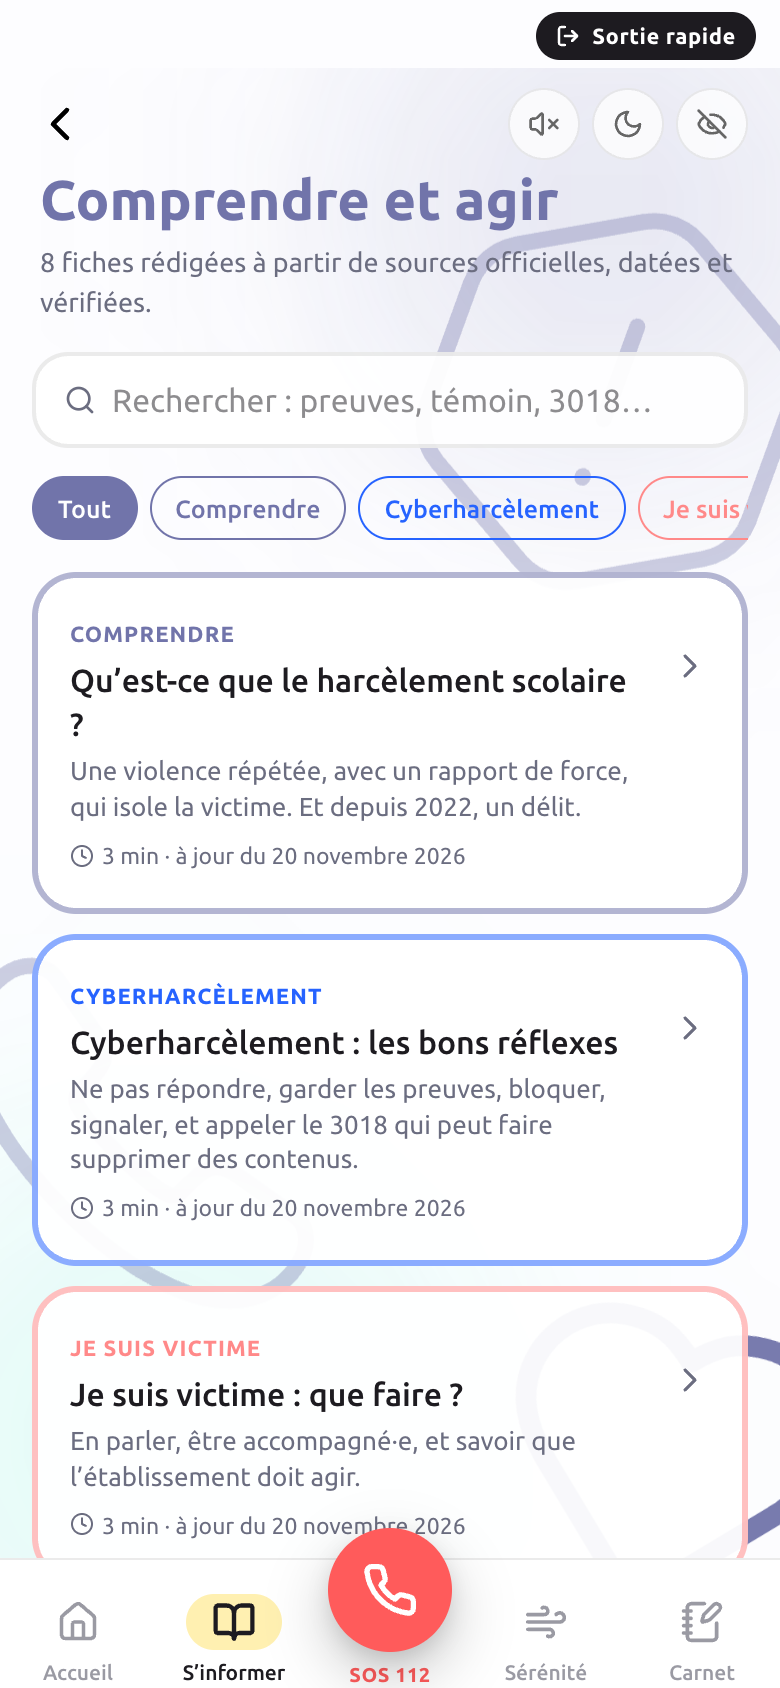 Sortie rapide
Comprendre et agir
8 fiches rédigées à partir de sources officielles, datées et
vérifiées.
Rechercher : preuves, témoin, 3018...
Tout
Comprendre
Cyberharcèlement
Je suis
COMPRENDRE
Qu’est-ce que le harcèlement scolaire
?
Une violence répétée, avec un rapport de force,
qui isole la victime. Et depuis 2022, un délit.
3 min · à jour du 20 novembre 2026
CYBERHARCÈLEMENT
Cyberharcèlement : les bons réflexes
Ne pas répondre, garder les preuves, bloquer,
signaler, et appeler le 3018 qui peut faire
supprimer des contenus.
3 min · à jour du 20 novembre 2026
JE SUIS VICTIME
Je suis victime : que faire ?
En parler, être accompagné·e, et savoir que
l’établissement doit agir.
3 min · à jour du 20 novembre 2026
Accueil
S’informer
SOS 112
Sérénité
Carnet